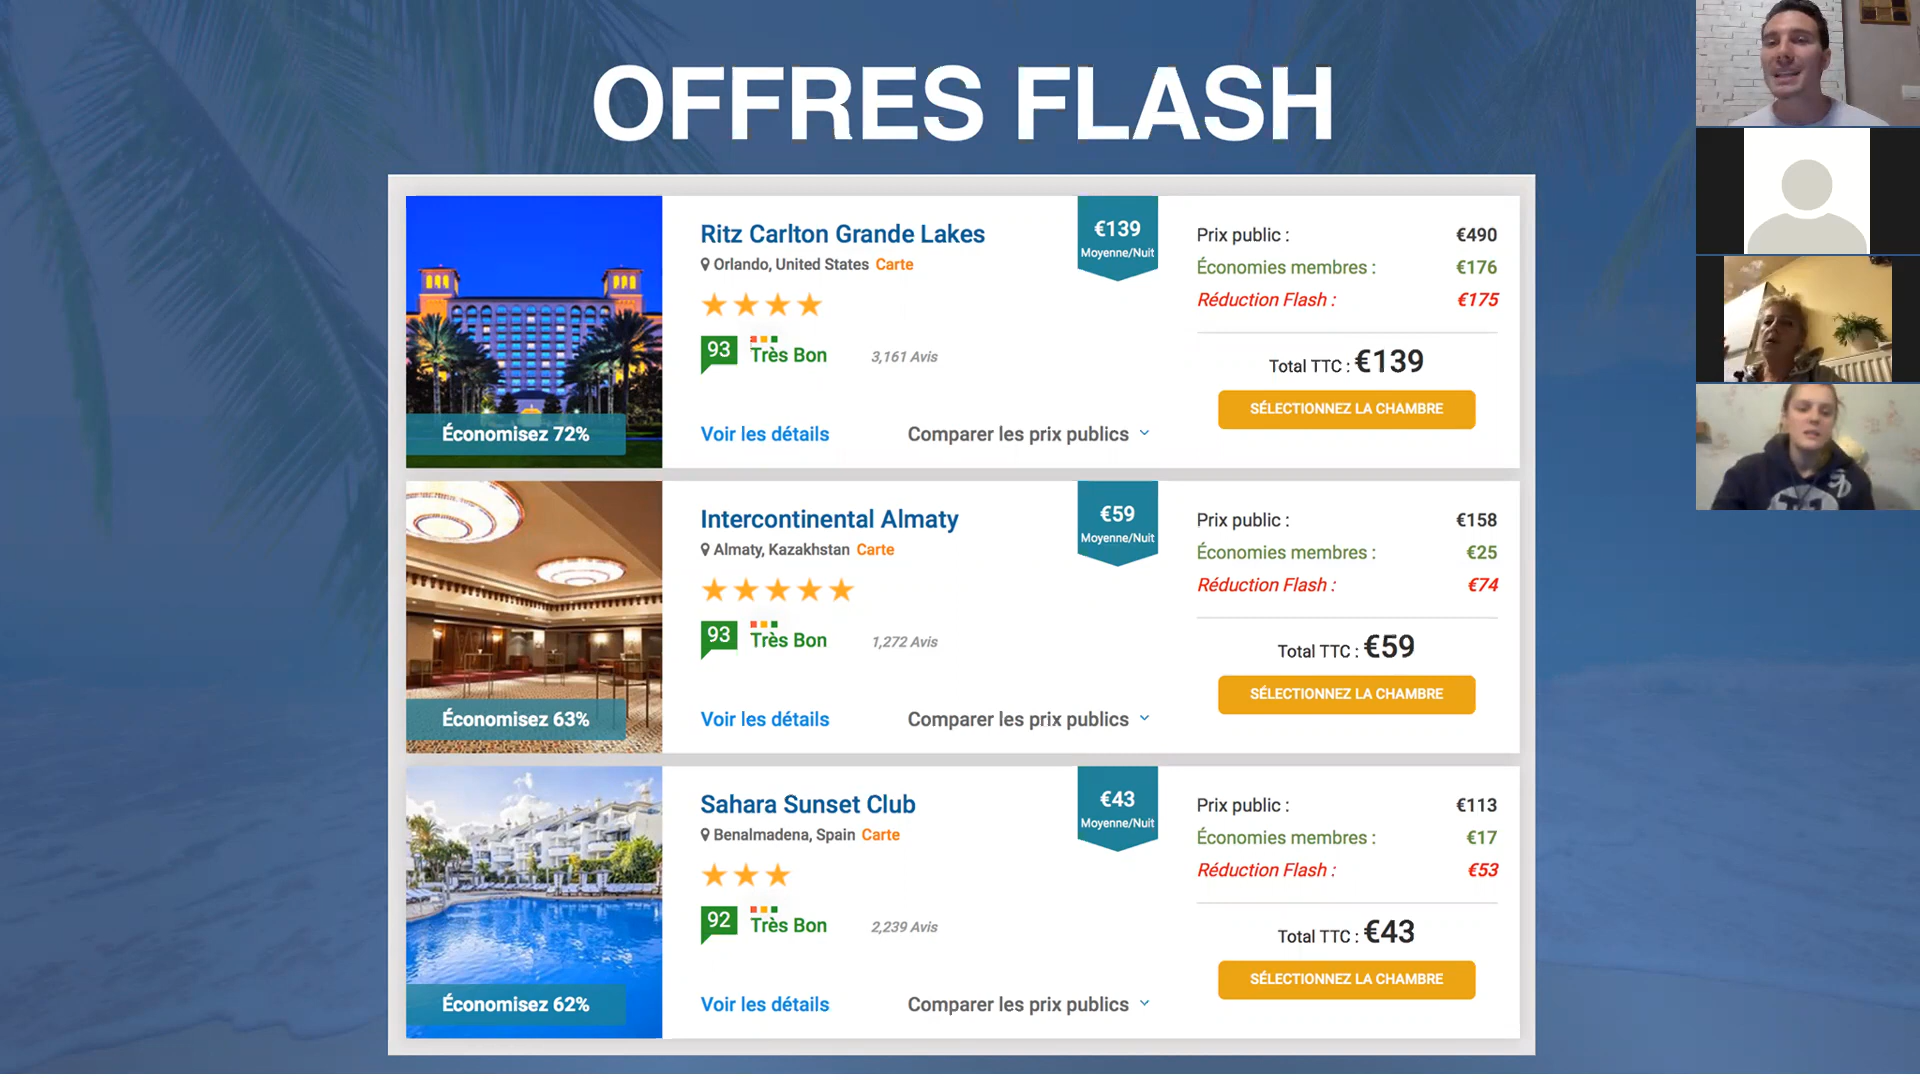 OFFRES FLASH
Ritz Carlton Grande Lakes
Orlando, United States Carte
93 Très Bon 3,161 Avis
Économisez 72%
Voir les détails Comparer les prix publics
€139
Moyenne/Nuit
Prix public : €490
Économies membres : €176
Réduction Flash : €175
Total TTC : €139
SÉLECTIONNEZ LA CHAMBRE
Intercontinental Almaty
Almaty, Kazakhstan Carte
93 Très Bon 1,272 Avis
Économisez 63%
Voir les détails Comparer les prix publics
€59
Moyenne/Nuit
Prix public : €158
Économies membres : €25
Réduction Flash : €74
Total TTC : €59
SÉLECTIONNEZ LA CHAMBRE
Sahara Sunset Club
Benalmadena, Spain Carte
92 Très Bon 2,239 Avis
Économisez 62%
Voir les détails Comparer les prix publics
€43
Moyenne/Nuit
Prix public : €113
Économies membres : €17
Réduction Flash : €53
Total TTC : €43
SÉLECTIONNEZ LA CHAMBRE